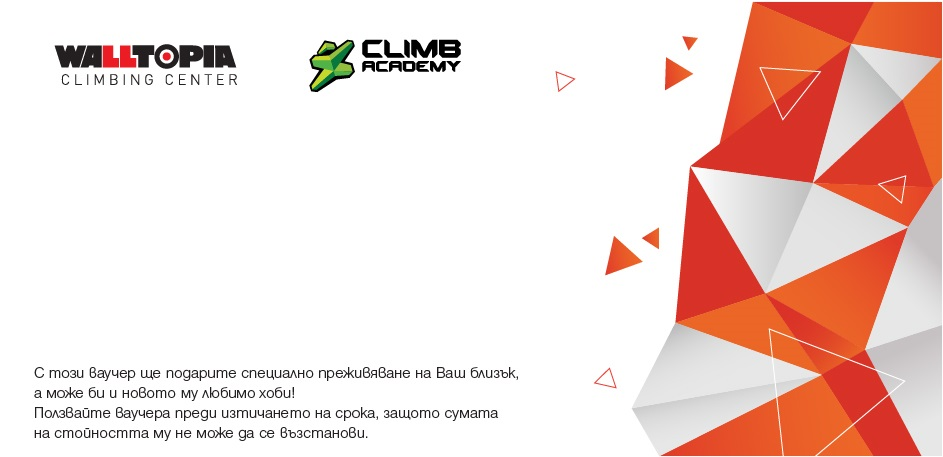 WALLTOPIA
CLIMBING CENTER
CLIMB
ACADEMY
С този ваучер ще подарите специално преживяване на Ваш близък,
а може би и новото му любимо хоби!
Ползвайте ваучера преди изтичането на срока, защото сумата
на стойността му не може да се възстанови.